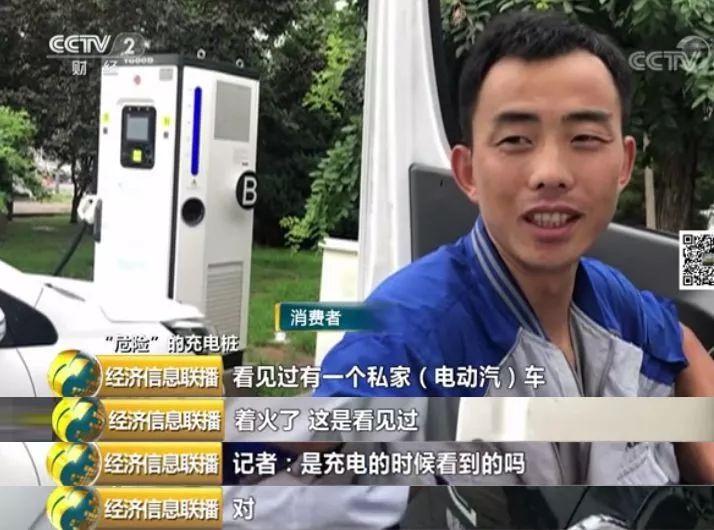 CCTV 2
财经
CCTV
TGOOD
B
消费者
“危险”的充电桩
经济信息联播
看见过有一个私家（电动汽）车
经济信息联播
着火了 这是看见过
经济信息联播
记者：是充电的时候看到的吗
经济信息联播
对